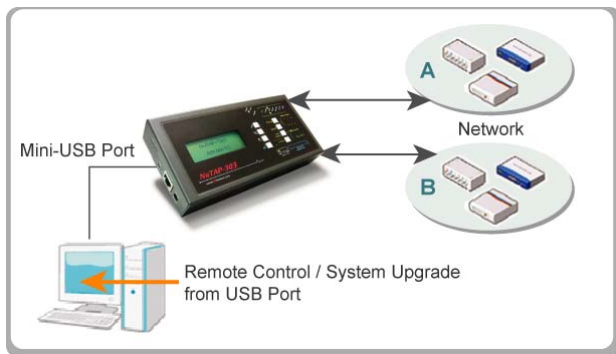 A
Network
Mini-USB Port
NuTAP-303
B
Remote Control / System Upgrade
from USB Port